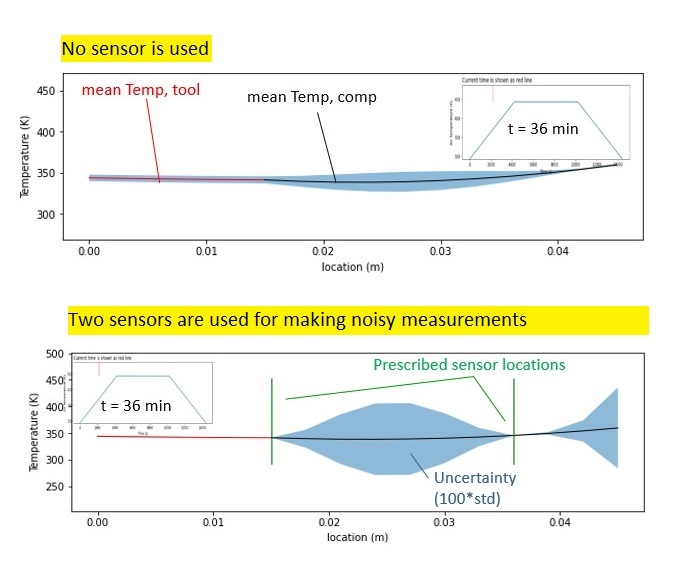 No sensor is used
mean Temp, tool
mean Temp, comp
Current time is shown as red line
t = 36 min
Temperature (K)
450
400
350
300
0.00 0.01 0.02 0.03 0.04
location (m)
Two sensors are used for making noisy measurements
Current time is shown as red line
t = 36 min
Prescribed sensor locations
Uncertainty
(100*std)
Temperature (K)
500
450
400
350
300
250
0.00 0.01 0.02 0.03 0.04
location (m)